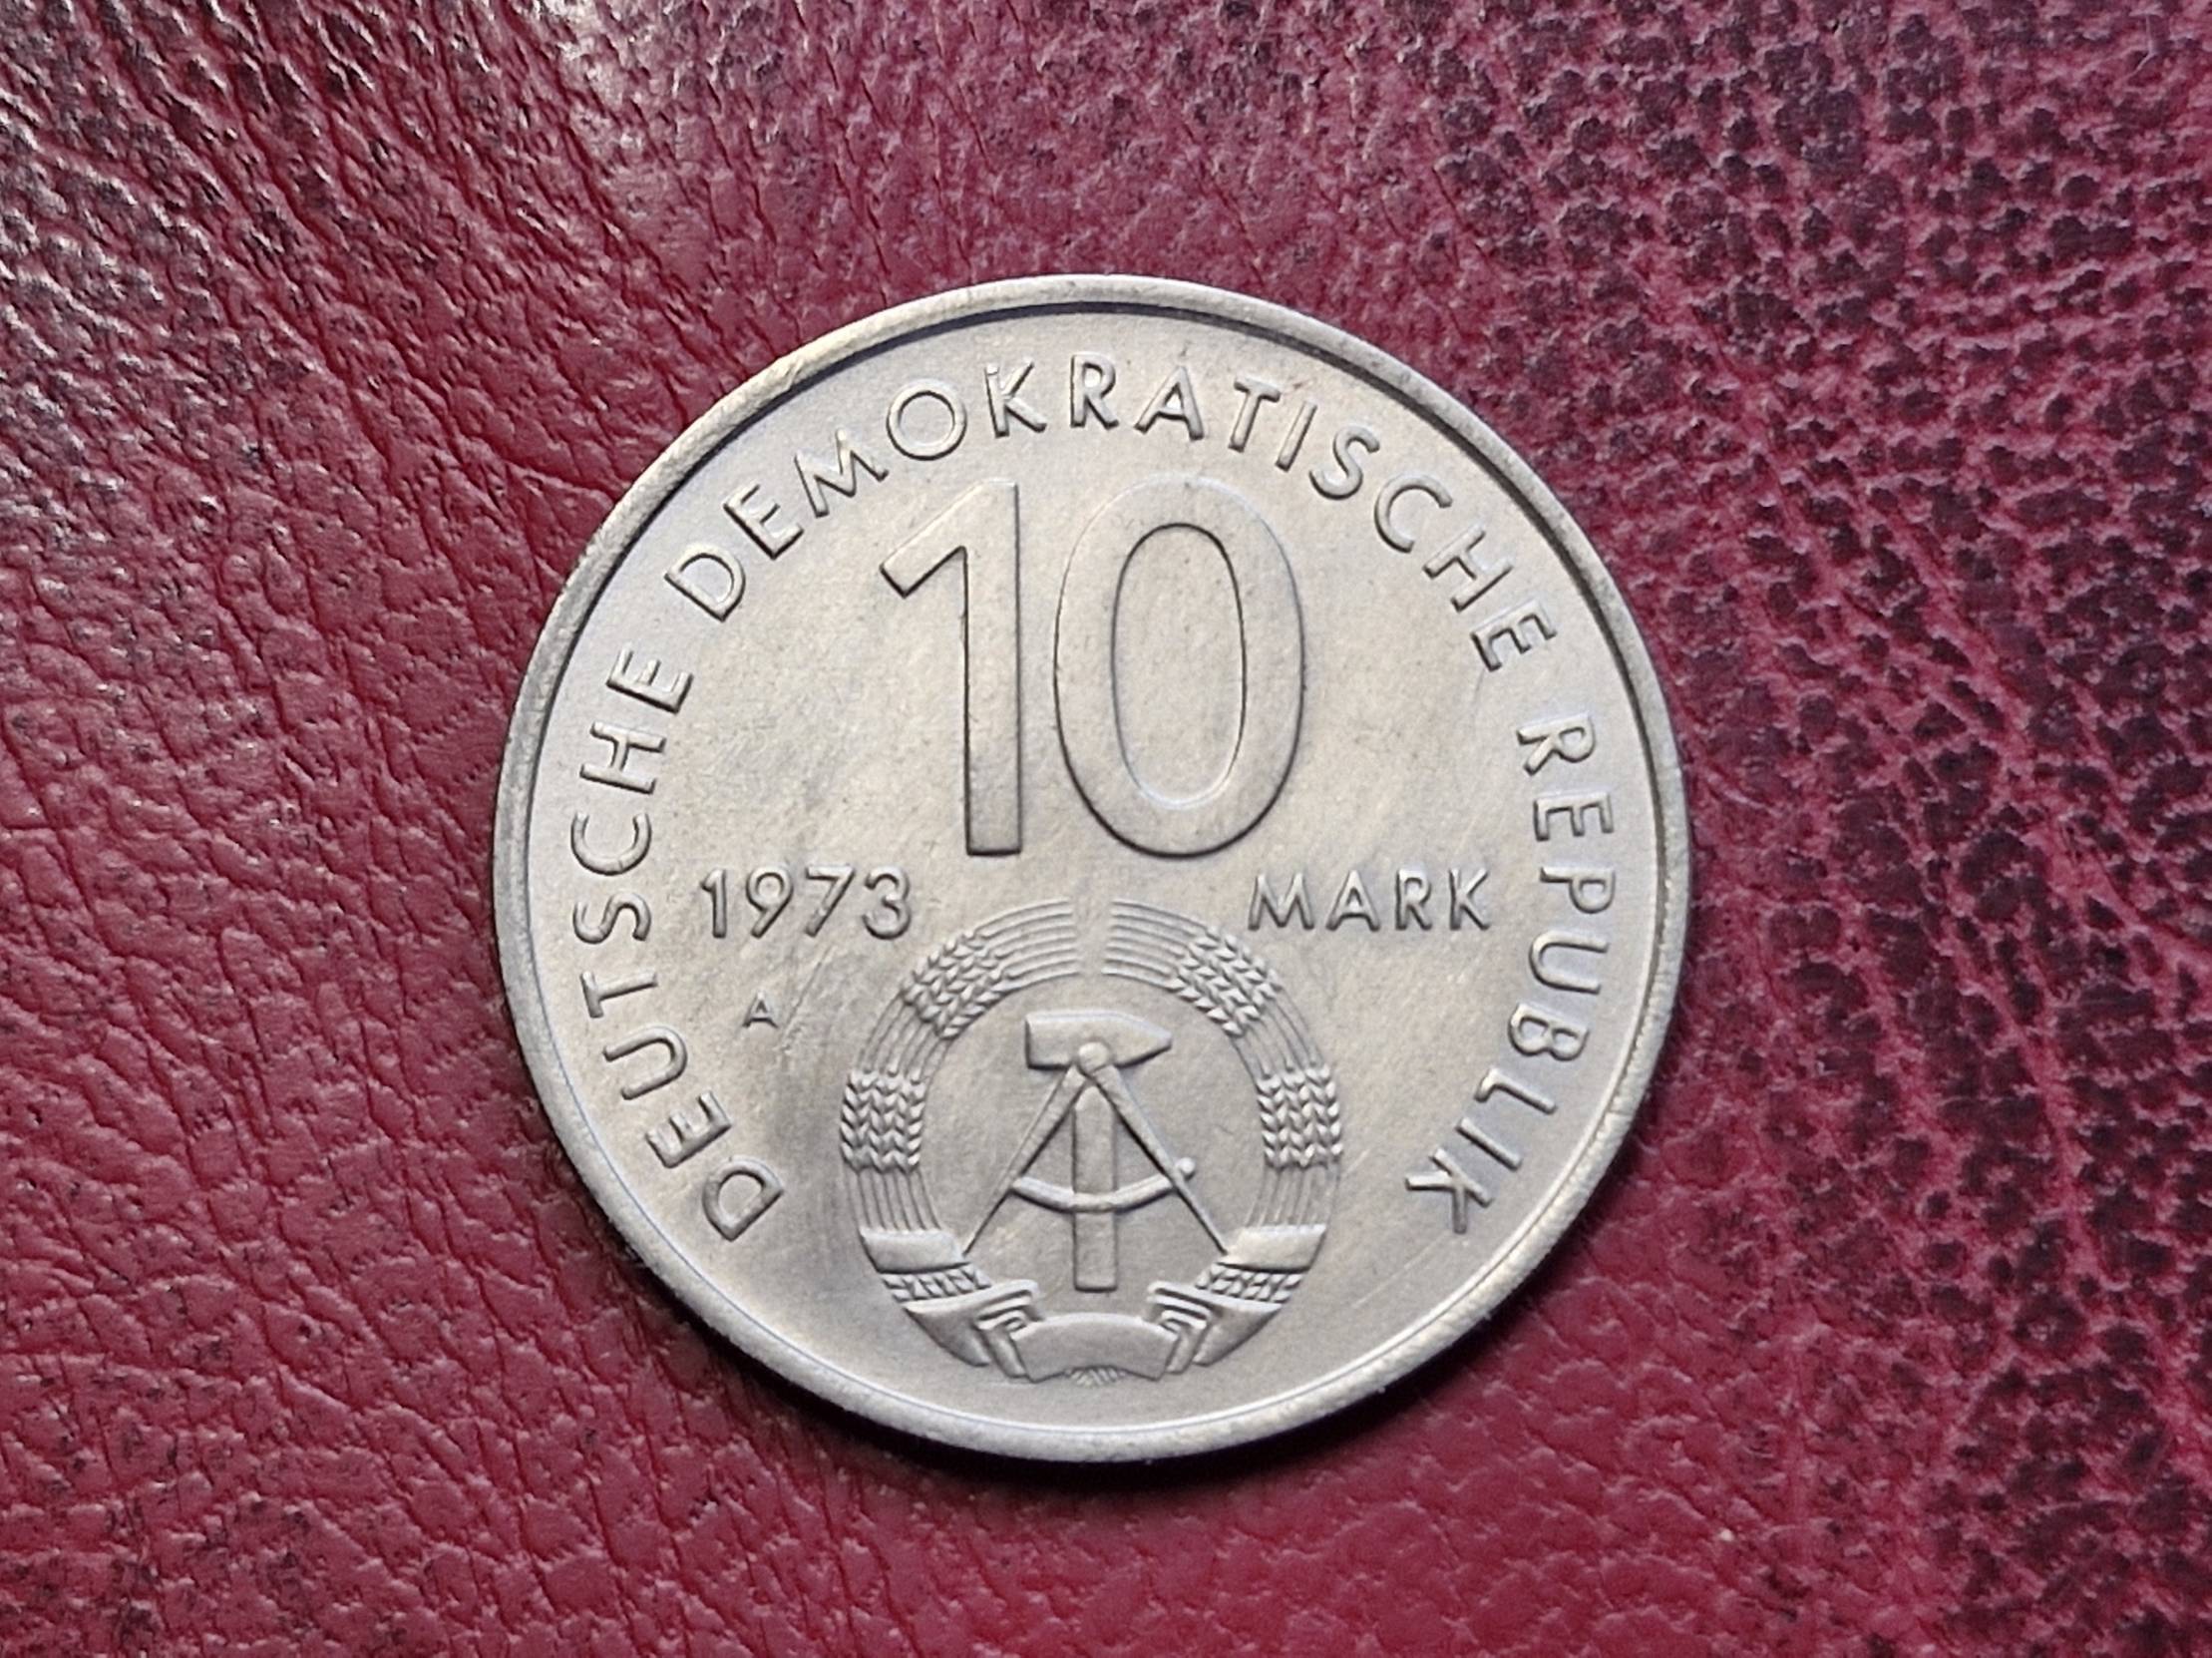 DEUTSCHE DEMOKRATISCHE REPUBLIK
10
1973 MARK
A